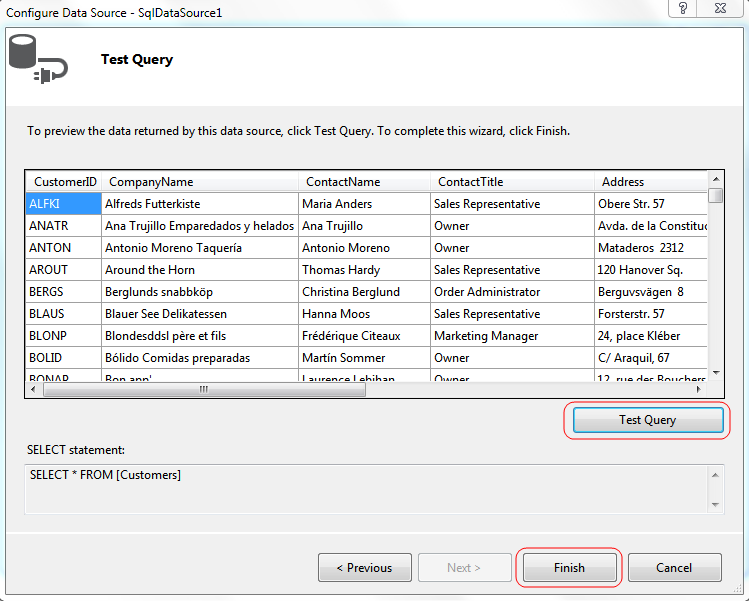 Configure Data Source - SqlDataSource1
?
Test Query
To preview the data returned by this data source, click Test Query. To complete this wizard, click Finish.
CustomerID CompanyName ContactName ContactTitle Address
ALFKI Alfreds Futterkiste Maria Anders Sales Representative Obere Str. 57
ANATR Ana Trujillo Emparedados y helados Ana Trujillo Owner Avda. de la Constituc
ANTON Antonio Moreno Taquería Antonio Moreno Owner Mataderos 2312
AROUT Around the Horn Thomas Hardy Sales Representative 120 Hanover Sq.
BERGS Berglunds snabbköp Christina Berglund Order Administrator Berguvsvägen 8
BLAUS Blauer See Delikatessen Hanna Moos Sales Representative Forsterstr. 57
BLONP Blondesddsl père et fils Frédérique Citeaux Marketing Manager 24, place Kléber
BOLID Bólido Comidas preparadas Martín Sommer Owner C/ Araquil, 67
BONAP Bon app' Laurence Lebihan Owner 12, rue des Bouchers
Test Query
SELECT statement:
SELECT * FROM [Customers]
< Previous Next > Finish Cancel